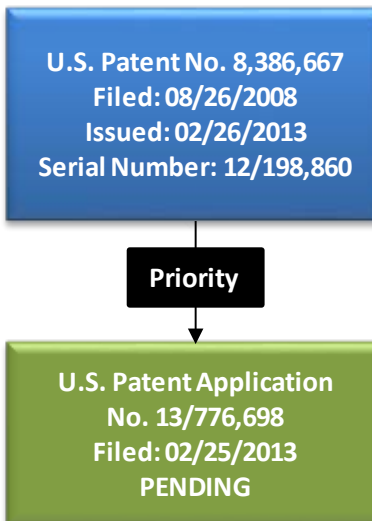 U.S. Patent No. 8,386,667
Filed: 08/26/2008
Issued: 02/26/2013
Serial Number: 12/198,860
Priority
U.S. Patent Application
No. 13/776,698
Filed: 02/25/2013
PENDING